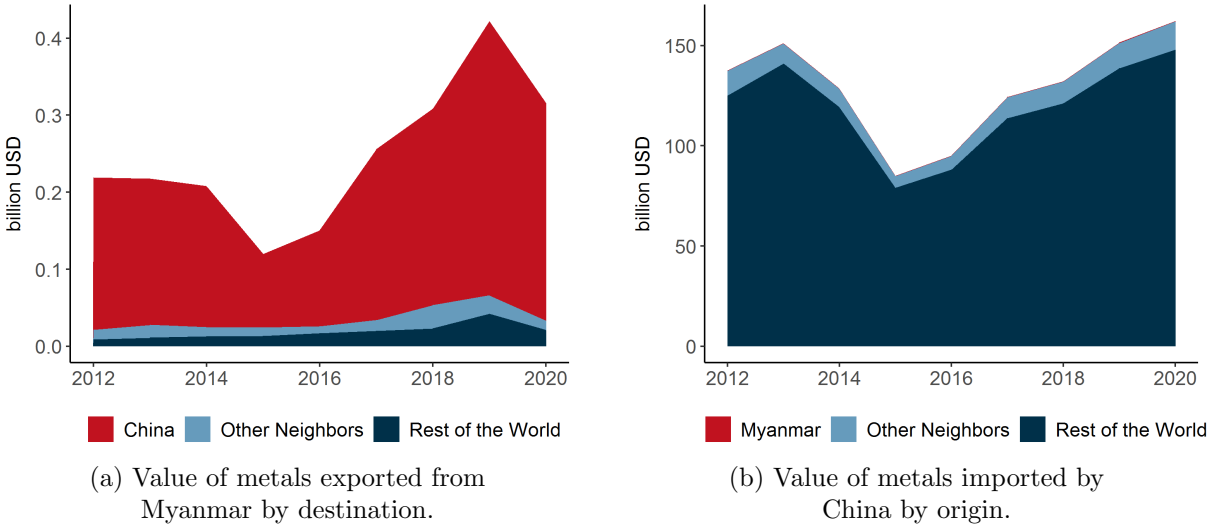 billion USD
0.4
0.3
0.2
0.1
0.0
2012 2014 2016 2018 2020
China Other Neighbors Rest of the World
(a) Value of metals exported from
Myanmar by destination.
billion USD
150
100
50
0
2012 2014 2016 2018 2020
Myanmar Other Neighbors Rest of the World
(b) Value of metals imported by
China by origin.